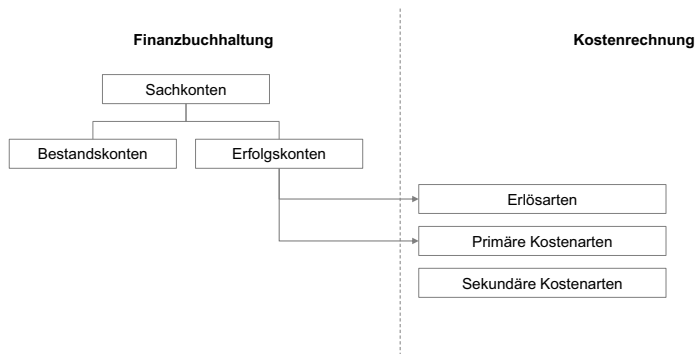 Finanzbuchhaltung
Kostenrechnung
Sachkonten
Bestandskonten
Erfolgskonten
Erlösarten
Primäre Kostenarten
Sekundäre Kostenarten